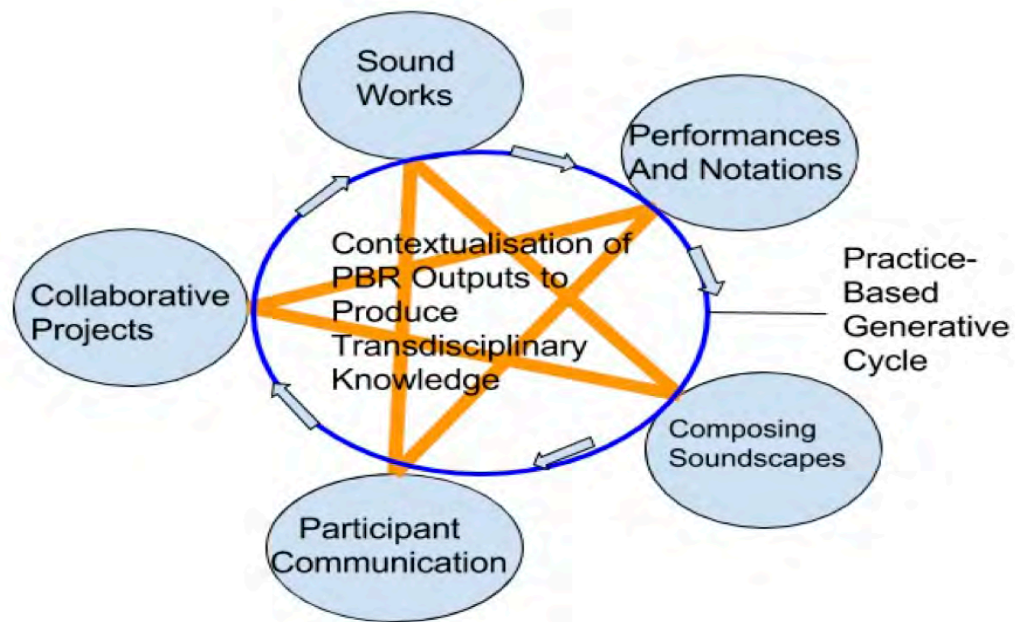 Sound
Works
Performances
And Notations
Contextualisation of
PBR Outputs to
Produce
Transdisciplinary
Knowledge
Collaborative
Projects
Practice-
Based
Generative
Cycle
Composing
Soundscapes
Participant
Communication